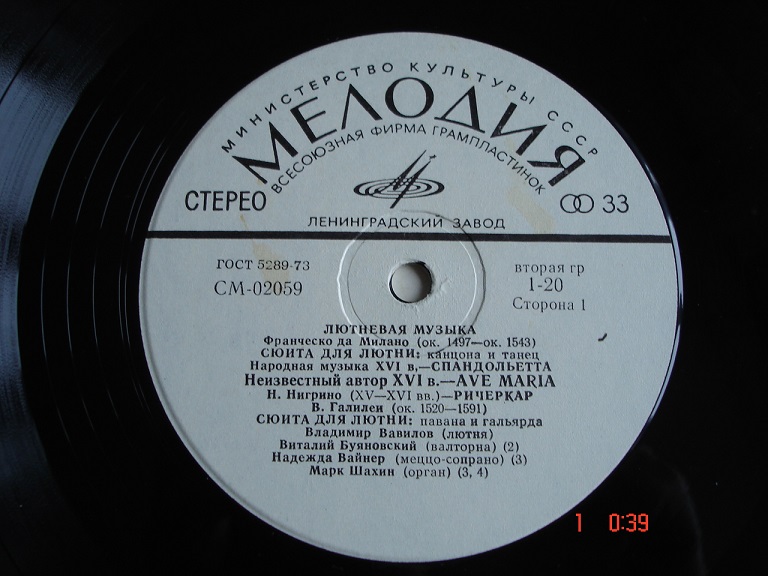 МИНИСТЕРСТВО КУЛЬТУРЫ СССР
МЕЛОДИЯ
ВСЕСОЮЗНАЯ ФИРМА ГРАМПЛАСТИНОК
СТЕРЕО
33
ЛЕНИНГРАДСКИЙ ЗАВОД
ГОСТ 5289-73
вторая гр
СМ-02059
1-20
Сторона 1
ЛЮТНЕВАЯ МУЗЫКА
Франческо да Милано (ок. 1497—ок. 1543)
СЮИТА ДЛЯ ЛЮТНИ: канцона и танец
Народная музыка XVI в.—СПАНДОЛЬЕТТА
Неизвестный автор XVI в.—AVE MARIA
Н. Нигрино (XV—XVI вв.)—РИЧЕРКАР
В. Галилеи (ок. 1520—1591)
СЮИТА ДЛЯ ЛЮТНИ: павана и гальярда
Владимир Вавилов (лютня)
Виталий Буяновский (валторна) (2)
Надежда Вайнер (меццо-сопрано) (3)
Марк Шахин (орган) (3, 4)
1 0:39